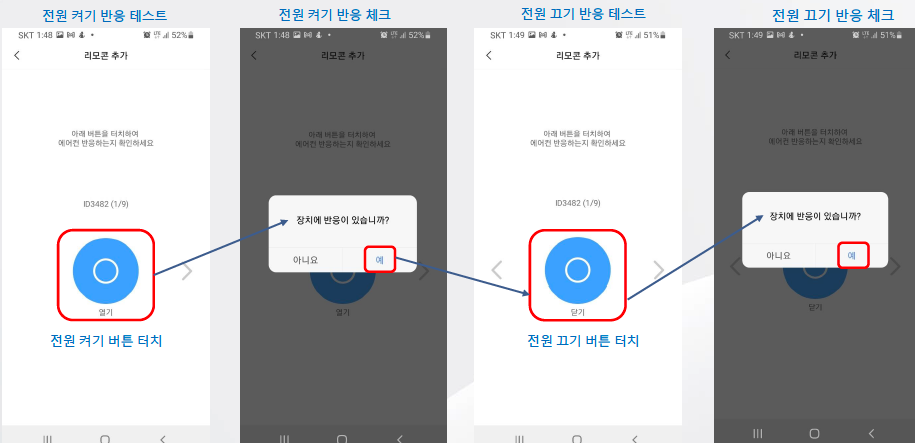 전원 켜기 반응 테스트
SKT 1:48
52%
리모콘 추가
아래 버튼을 터치하여
에어컨 반응하는지 확인하세요
ID3482 (1/9)
열기
전원 켜기 버튼 터치
전원 켜기 반응 체크
SKT 1:48
52%
리모콘 추가
아래 버튼을 터치하여
에어컨 반응하는지 확인하세요
장치에 반응이 있습니까?
아니요
예
열기
전원 끄기 반응 테스트
SKT 1:49
51%
리모콘 추가
아래 버튼을 터치하여
에어컨 반응하는지 확인하세요
ID3482 (1/9)
닫기
전원 끄기 버튼 터치
전원 끄기 반응 체크
SKT 1:49
51%
리모콘 추가
아래 버튼을 터치하여
에어컨 반응하는지 확인하세요
장치에 반응이 있습니까?
아니요
예
닫기